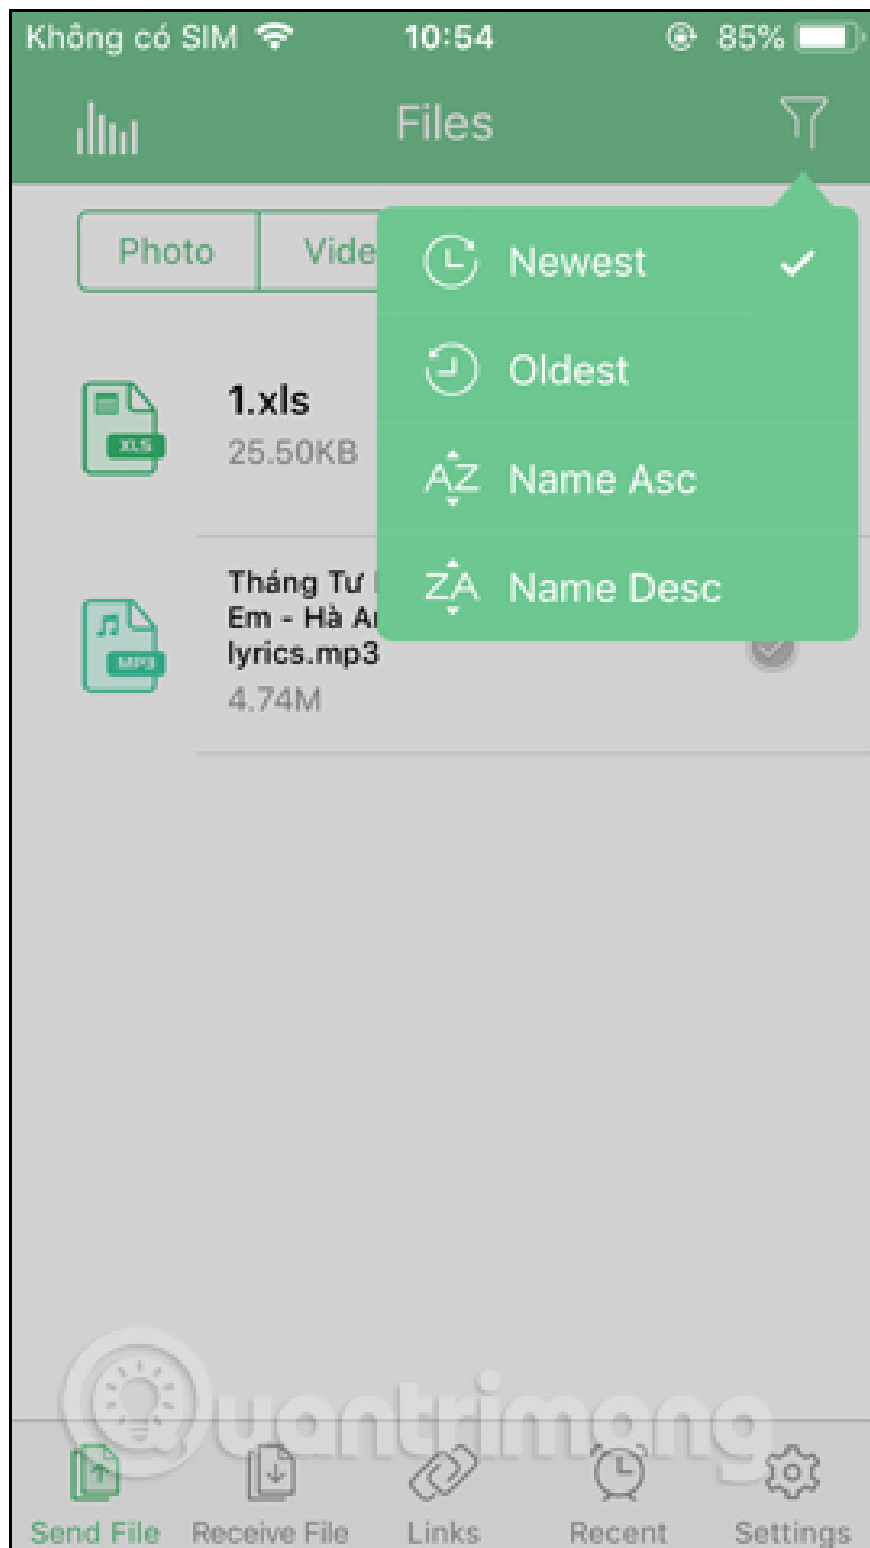 Không có SIM 10:54 85%
Files
Photo Vide
Newest
Oldest
Name Asc
Name Desc
1.xls
25.50KB
XLS
Tháng Tư
Em - Hà
lyrics.mp3
4.74M
MP3
Quantrimang
Send File Receive File Links Recent Settings